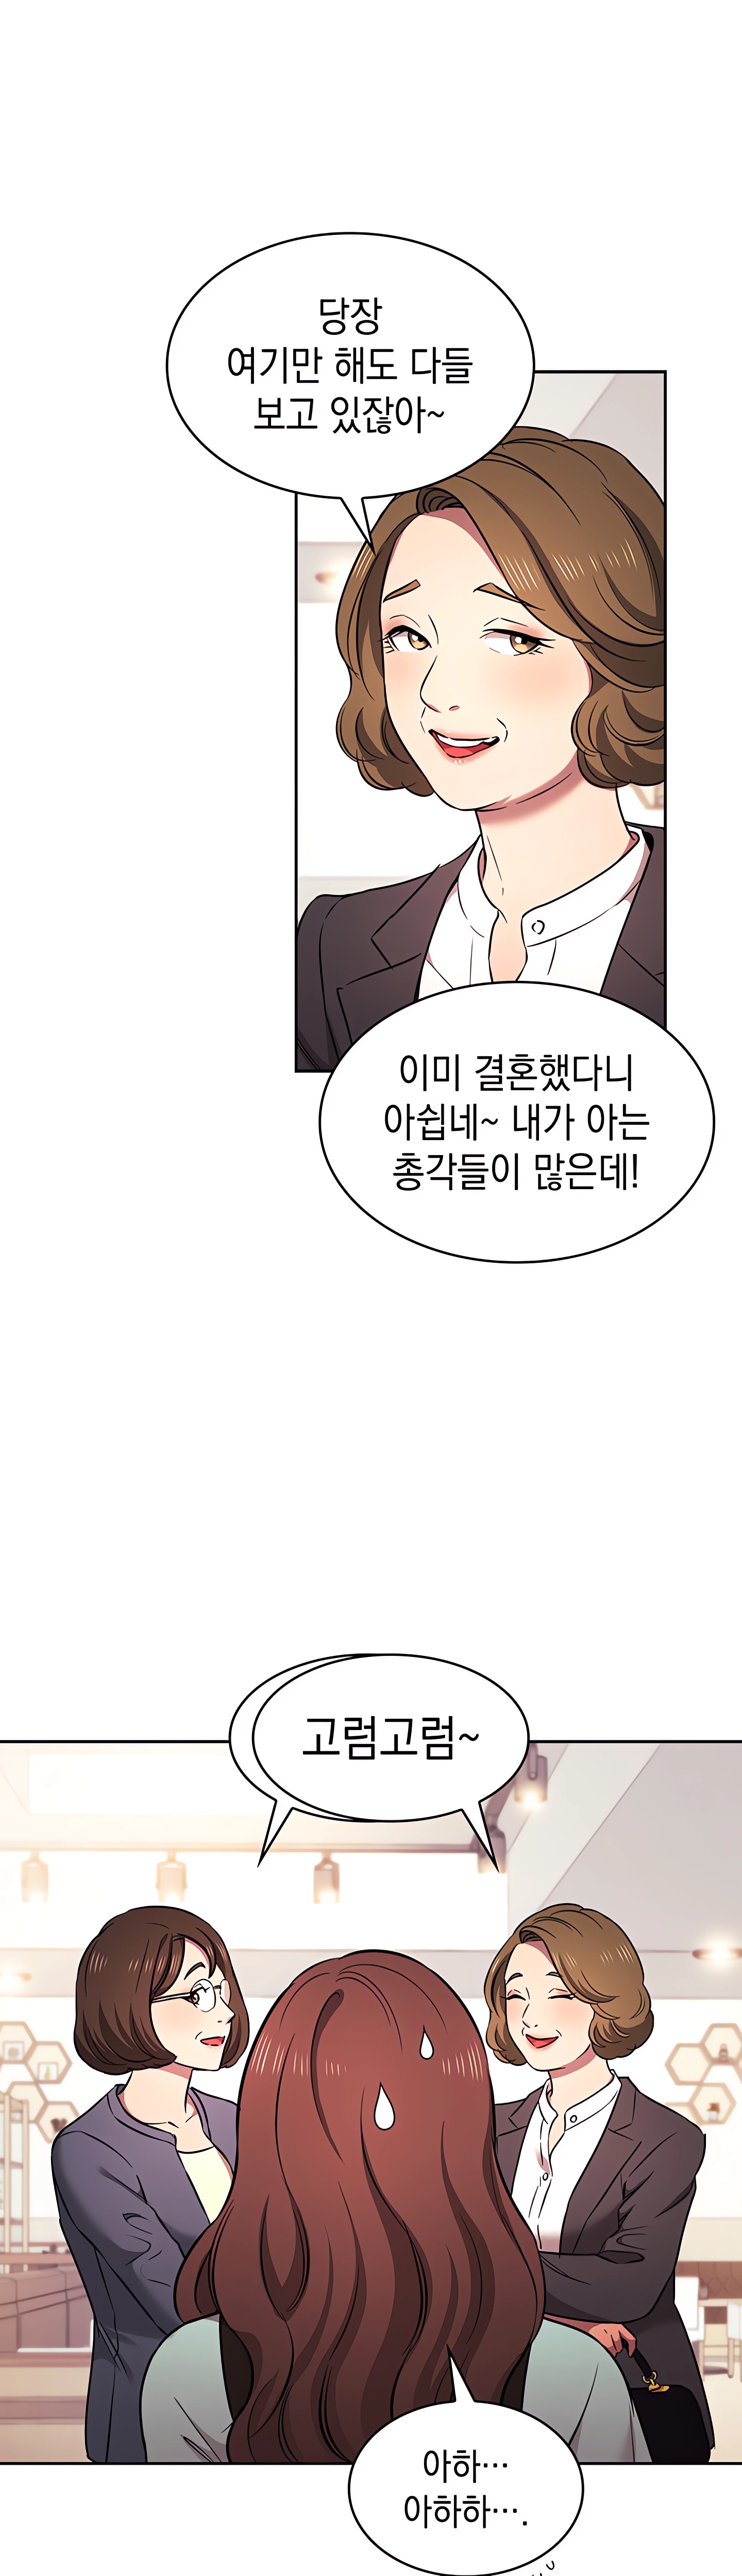 당장
여기만 해도 다들
보고 있잖아~
이미 결혼했다니
아쉽네~ 내가 아는
총각들이 많은데!
고럼고럼~
아하…
아하하….